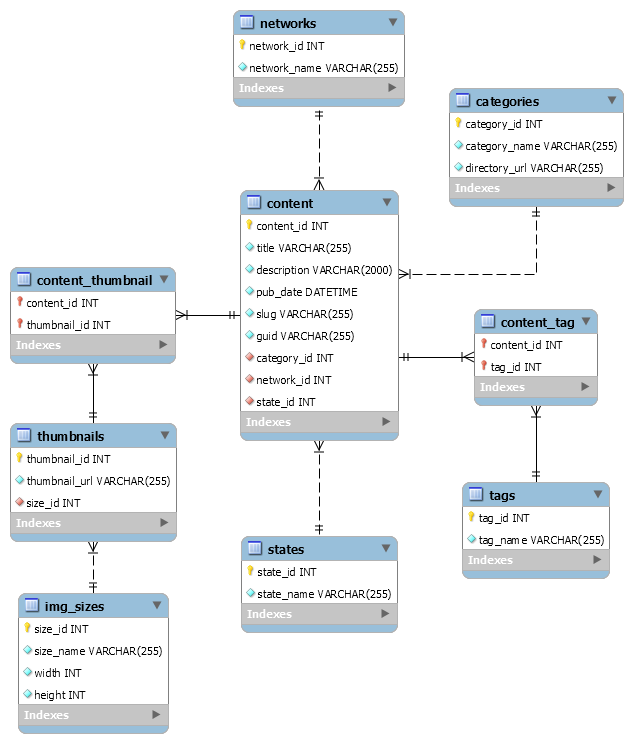 networks
network_id INT
network_name VARCHAR(255)
Indexes
categories
category_id INT
category_name VARCHAR(255)
directory_url VARCHAR(255)
Indexes
content
content_id INT
title VARCHAR(255)
description VARCHAR(2000)
pub_date DATETIME
slug VARCHAR(255)
guid VARCHAR(255)
category_id INT
network_id INT
state_id INT
Indexes
content_thumbnail
content_id INT
thumbnail_id INT
Indexes
content_tag
content_id INT
tag_id INT
Indexes
thumbnails
thumbnail_id INT
thumbnail_url VARCHAR(255)
size_id INT
Indexes
tags
tag_id INT
tag_name VARCHAR(255)
Indexes
states
state_id INT
state_name VARCHAR(255)
Indexes
img_sizes
size_id INT
size_name VARCHAR(255)
width INT
height INT
Indexes